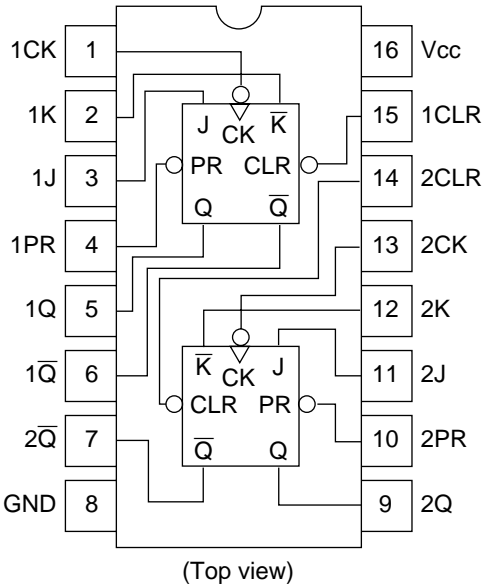 1CK 1 16 Vcc
1K 2 J CK K̅ 15 1CLR
1J 3 PR CLR 14 2CLR
1PR 4 Q Q̅ 13 2CK
1Q 5 12 2K
1Q̅ 6 K̅ CK J 11 2J
CLR PR
2Q̅ 7 Q̅ Q 10 2PR
GND 8 9 2Q
(Top view)